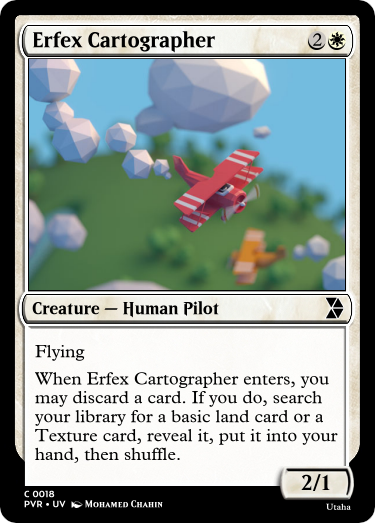 Erfex Cartographer 2
Creature — Human Pilot
Flying
When Erfex Cartographer enters, you
may discard a card. If you do, search
your library for a basic land card or a
Texture card, reveal it, put it into your
hand, then shuffle.
2/1
C 0018
PVR • UV Mohamed Chahin
Utaha